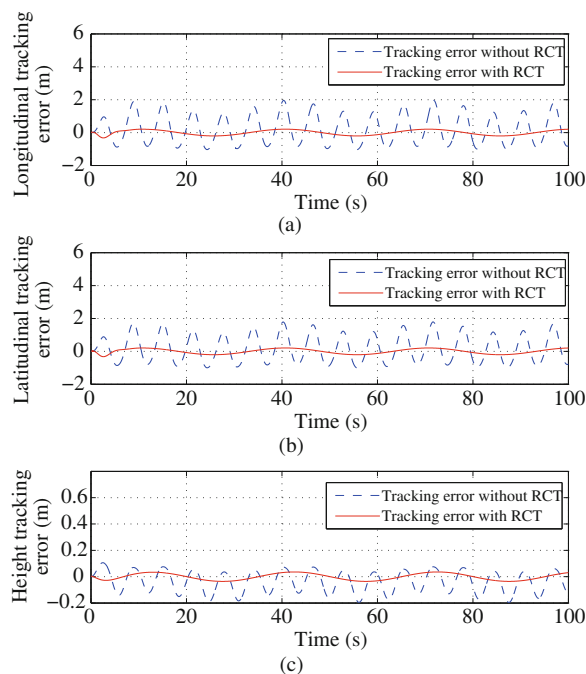 Longitudinal tracking
error (m)
6
4
2
0
−2
Tracking error without RCT
Tracking error with RCT
0
20
40
60
80
100
Time (s)
(a)
Latitudinal tracking
error (m)
6
4
2
0
−2
Tracking error without RCT
Tracking error with RCT
0
20
40
60
80
100
Time (s)
(b)
Height tracking
error (m)
0.6
0.4
0.2
0
−0.2
Tracking error without RCT
Tracking error with RCT
0
20
40
60
80
100
Time (s)
(c)